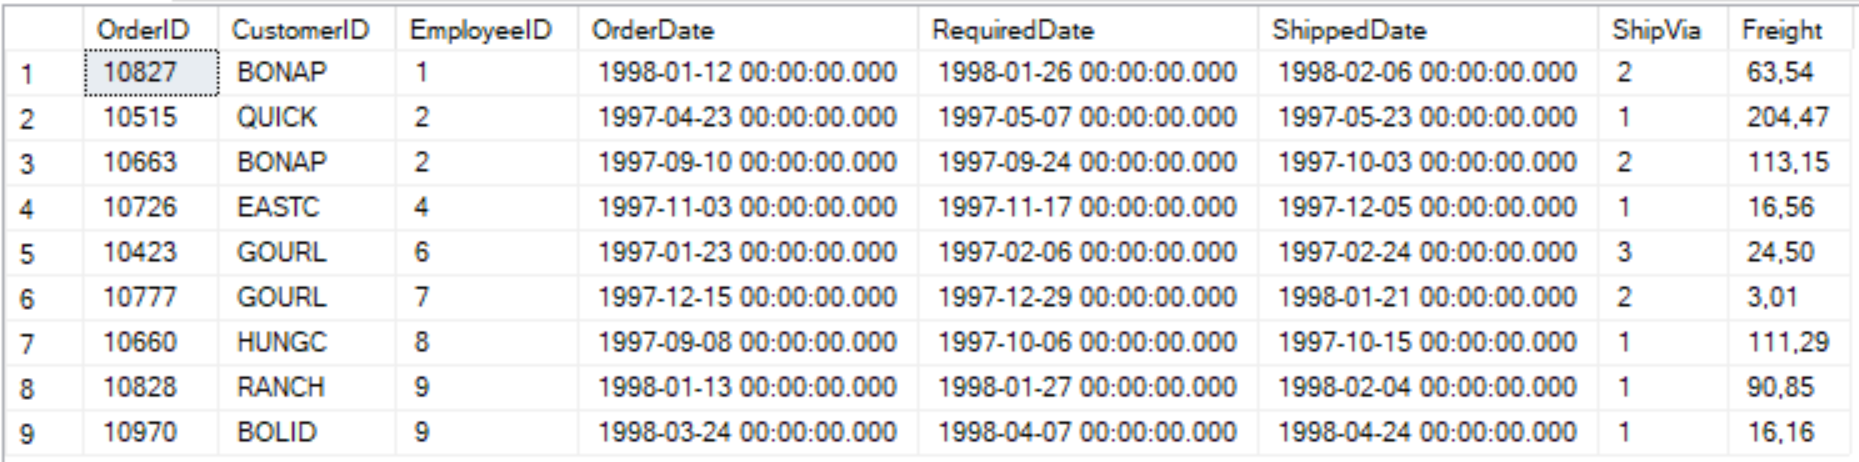 OrderID CustomerID EmployeeID OrderDate RequiredDate ShippedDate ShipVia Freight
1 10827 BONAP 1 1998-01-12 00:00:00.000 1998-01-26 00:00:00.000 1998-02-06 00:00:00.000 2 63,54
2 10515 QUICK 2 1997-04-23 00:00:00.000 1997-05-07 00:00:00.000 1997-05-23 00:00:00.000 1 204,47
3 10663 BONAP 2 1997-09-10 00:00:00.000 1997-09-24 00:00:00.000 1997-10-03 00:00:00.000 2 113,15
4 10726 EASTC 4 1997-11-03 00:00:00.000 1997-11-17 00:00:00.000 1997-12-05 00:00:00.000 1 16,56
5 10423 GOURL 6 1997-01-23 00:00:00.000 1997-02-06 00:00:00.000 1997-02-24 00:00:00.000 3 24,50
6 10777 GOURL 7 1997-12-15 00:00:00.000 1997-12-29 00:00:00.000 1998-01-21 00:00:00.000 2 3,01
7 10660 HUNGC 8 1997-09-08 00:00:00.000 1997-10-06 00:00:00.000 1997-10-15 00:00:00.000 1 111,29
8 10828 RANCH 9 1998-01-13 00:00:00.000 1998-01-27 00:00:00.000 1998-02-04 00:00:00.000 1 90,85
9 10970 BOLID 9 1998-03-24 00:00:00.000 1998-04-07 00:00:00.000 1998-04-24 00:00:00.000 1 16,16